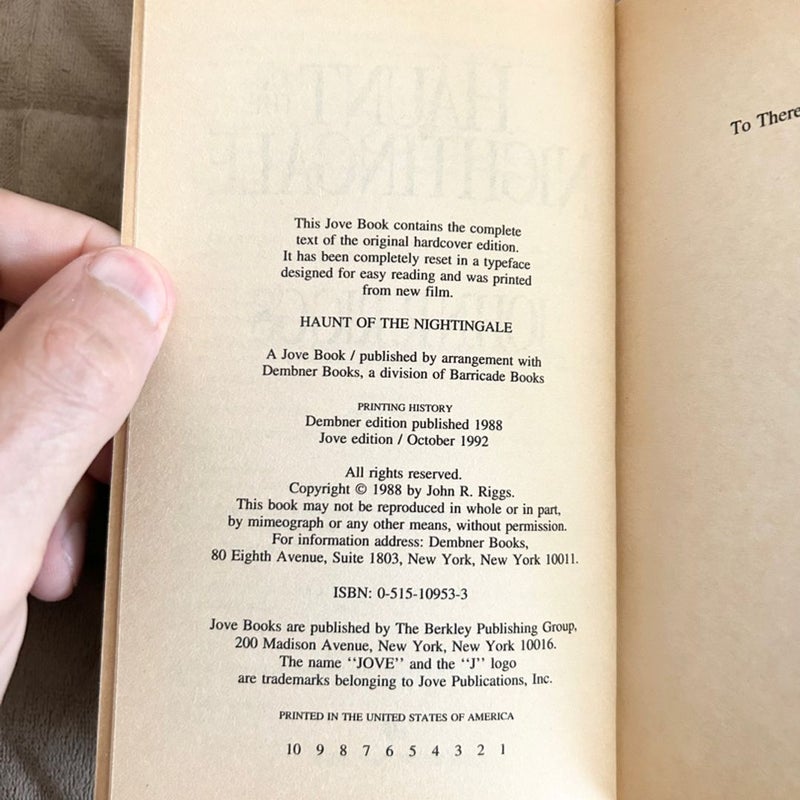 This Jove Book contains the complete
text of the original hardcover edition.
It has been completely reset in a typeface
designed for easy reading and was printed
from new film.
HAUNT OF THE NIGHTINGALE
A Jove Book / published by arrangement with
Dembner Books, a division of Barricade Books
PRINTING HISTORY
Dembner edition published 1988
Jove edition / October 1992
All rights reserved.
Copyright © 1988 by John R. Riggs.
This book may not be reproduced in whole or in part,
by mimeograph or any other means, without permission.
For information address: Dembner Books,
80 Eighth Avenue, Suite 1803, New York, New York 10011.
ISBN: 0-515-10953-3
Jove Books are published by The Berkley Publishing Group,
200 Madison Avenue, New York, New York 10016.
The name ‘‘JOVE’’ and the ‘‘J’’ logo
are trademarks belonging to Jove Publications, Inc.
PRINTED IN THE UNITED STATES OF AMERICA
10 9 8 7 6 5 4 3 2 1
To There